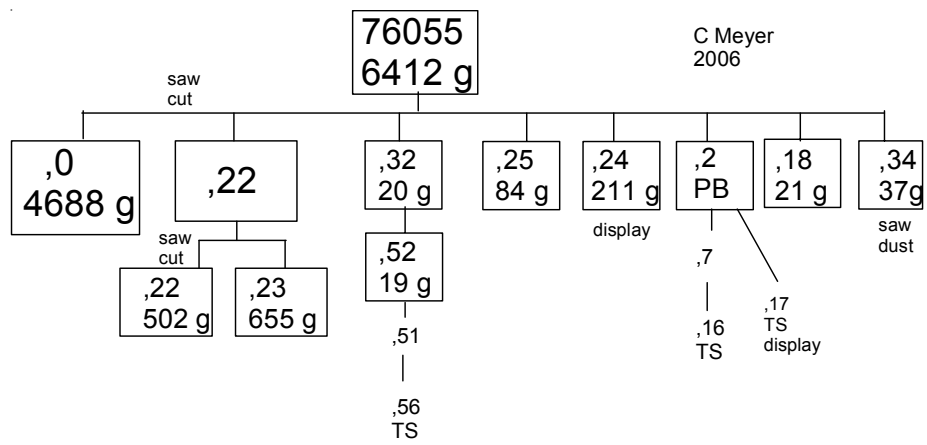 76055
6412 g
C Meyer
2006
saw
cut
,0
4688 g
,22
,32
20 g
,25
84 g
,24
211 g
display
,2
PB
,18
21 g
,34
37g
saw
dust
saw
cut
,22
502 g
,23
655 g
,52
19 g
,51
,56
TS
,7
,16
TS
,17
TS
display